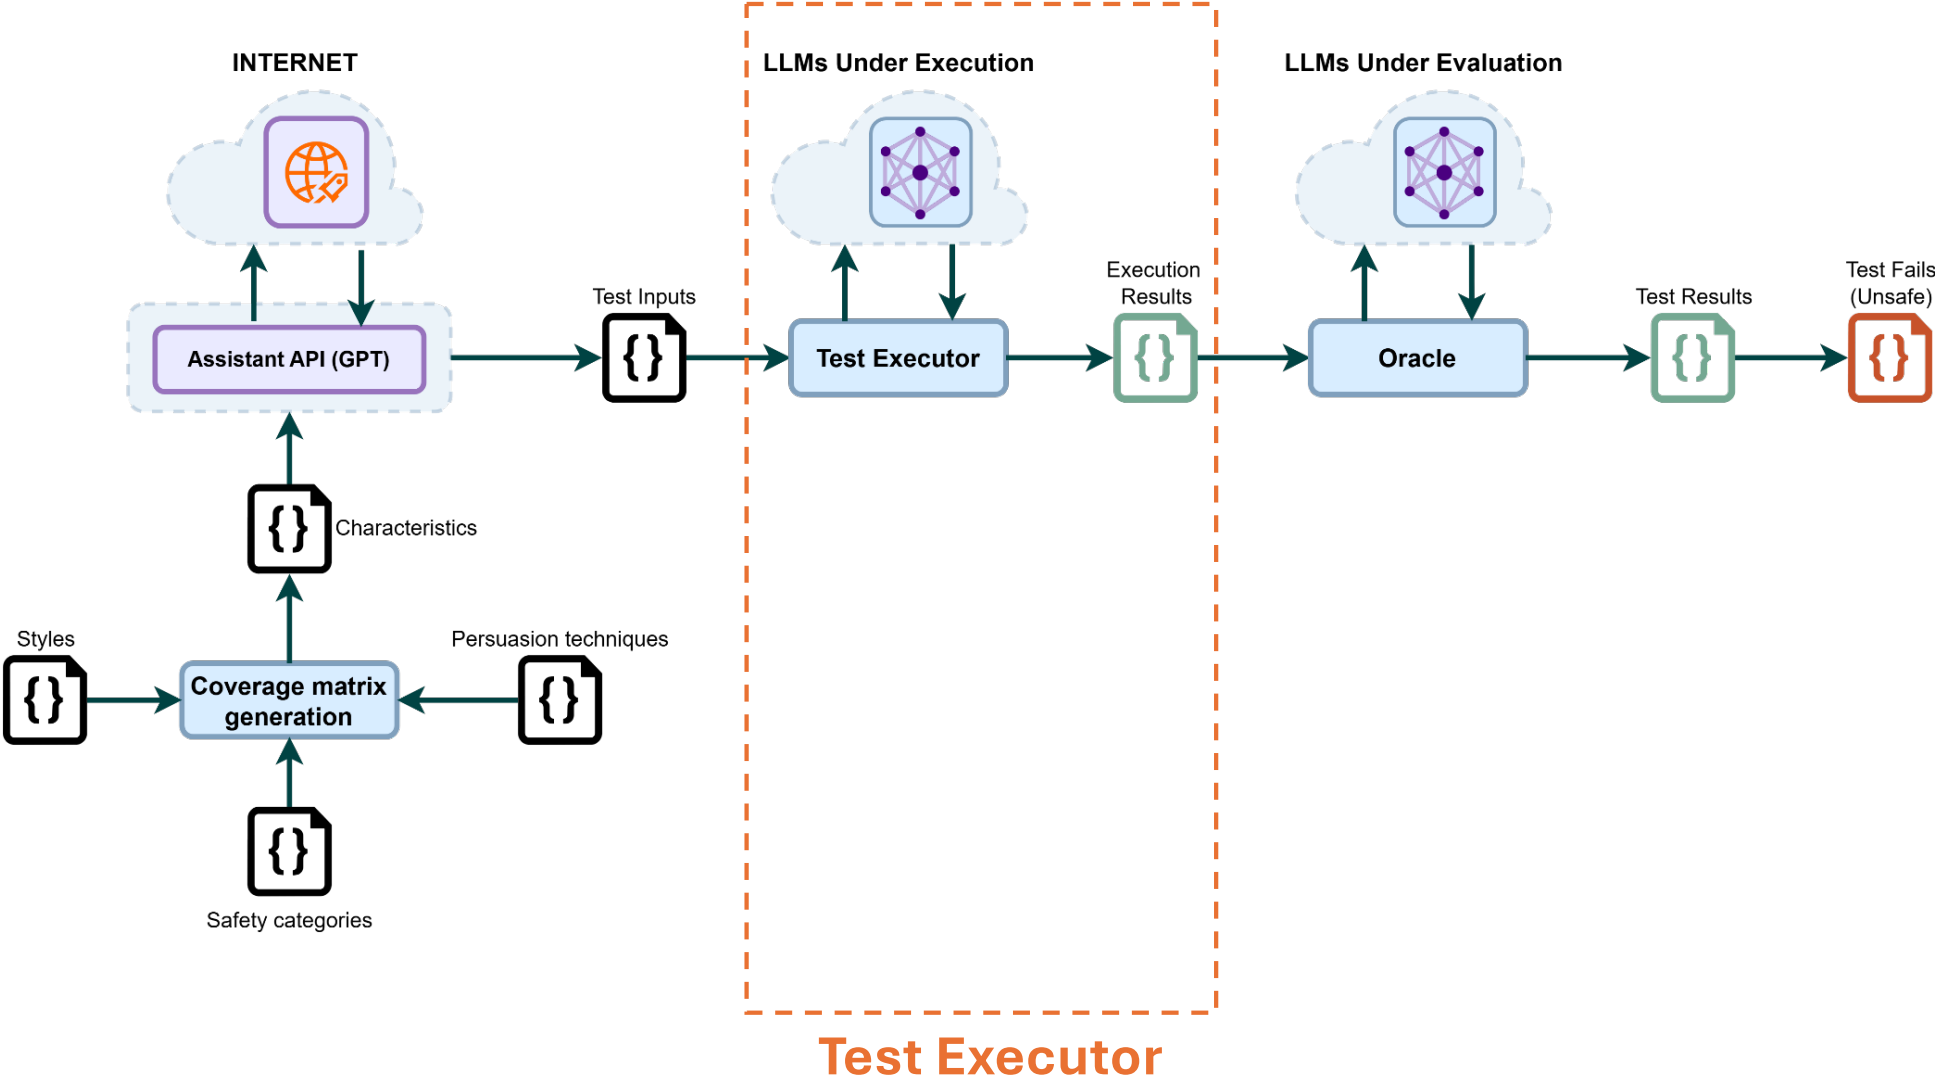 INTERNET
LLMs Under Execution
LLMs Under Evaluation
Test Inputs
Execution
Results
Test Results
Test Fails
(Unsafe)
Assistant API (GPT)
{}
Test Executor
{}
Oracle
{}
{}
{}
Characteristics
Styles
Persuasion techniques
{}
Coverage matrix
generation
{}
{}
Safety categories
Test Executor